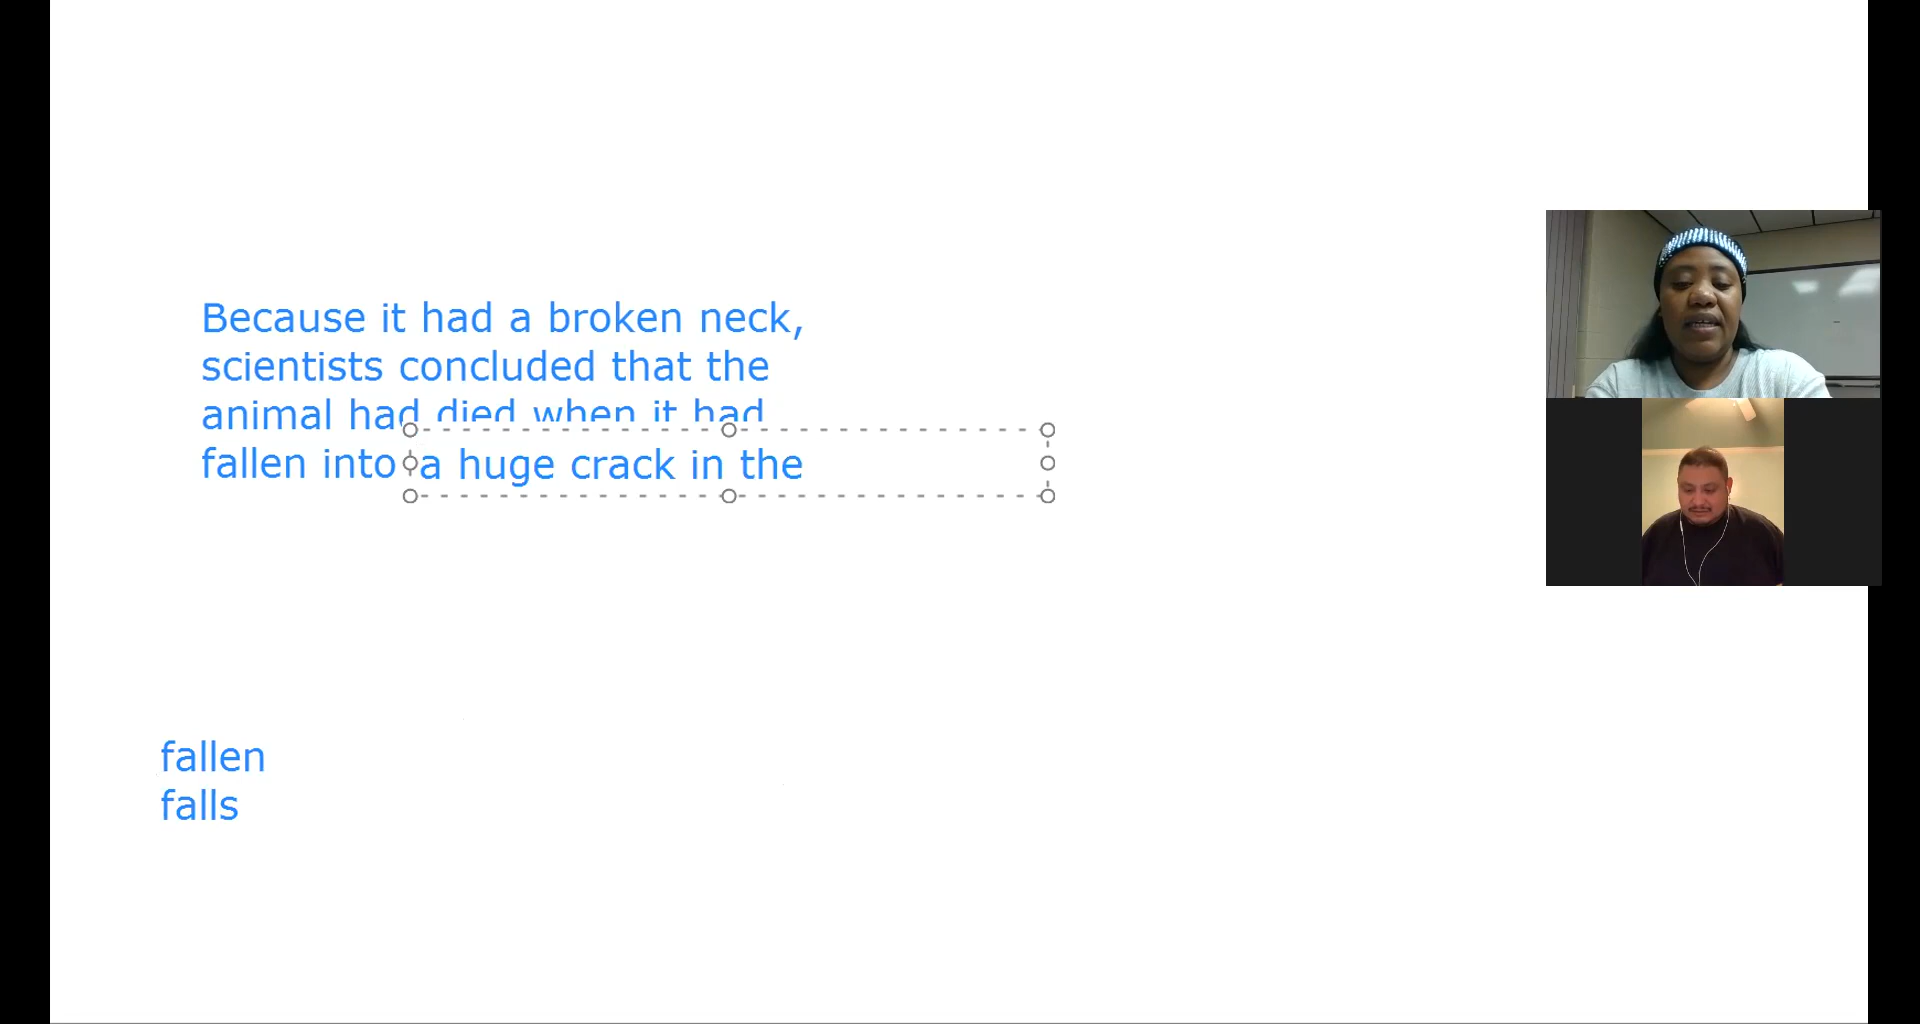 Because it had a broken neck,
scientists concluded that the
animal had died when it had
fallen into a huge crack in the
fallen
falls